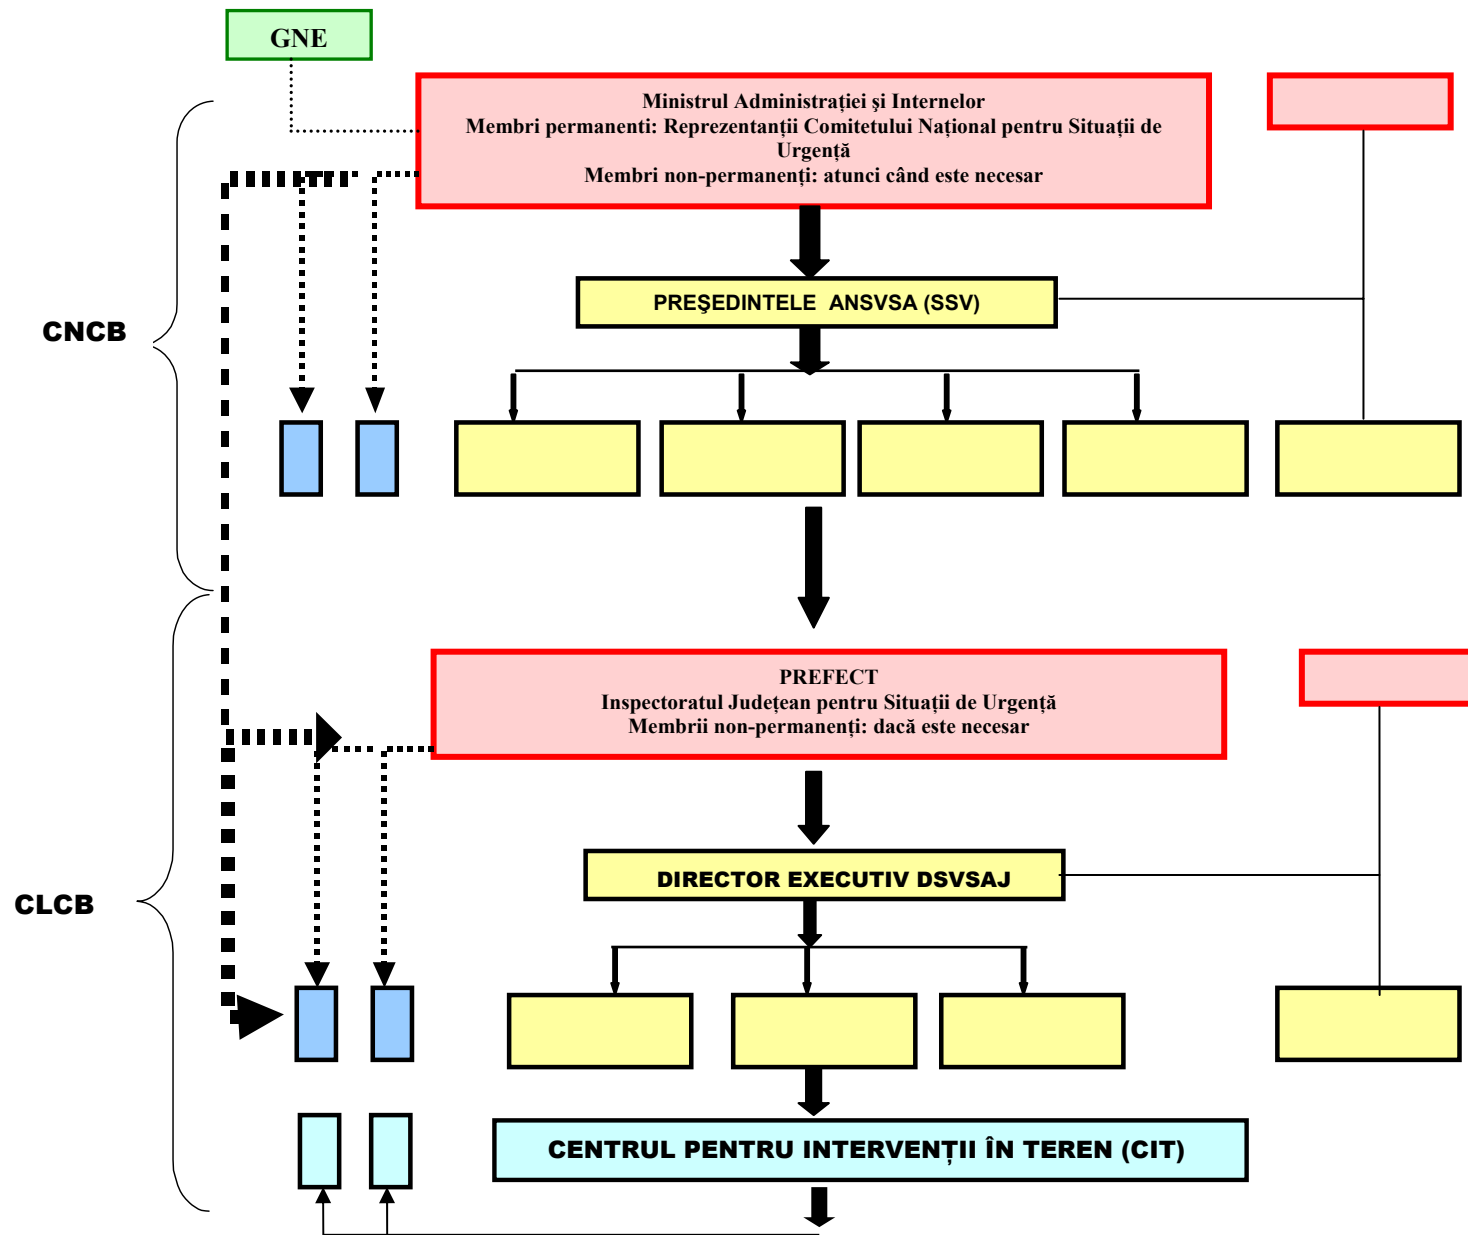 GNE
Ministrul Administrației şi Internelor
Membri permanenti: Reprezentanții Comitetului Național pentru Situații de
Urgență
Membri non-permanenți: atunci când este necesar
PREŞEDINTELE ANSVSA (SSV)
CNCB
PREFECT
Inspectoratul Județean pentru Situații de Urgență
Membrii non-permanenți: dacă este necesar
DIRECTOR EXECUTIV DSVSAJ
CLCB
CENTRUL PENTRU INTERVENȚII ÎN TEREN (CIT)